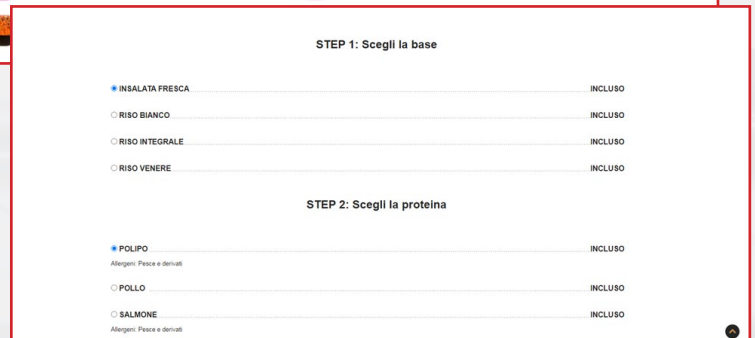 STEP 1: Scegli la base
INSALATA FRESCA INCLUSO
RISO BIANCO INCLUSO
RISO INTEGRALE INCLUSO
RISO VENERE INCLUSO
STEP 2: Scegli la proteina
POLIPO INCLUSO
Allergeni: Pesce e derivati
POLLO INCLUSO
SALMONE INCLUSO
Allergeni: Pesce e derivati